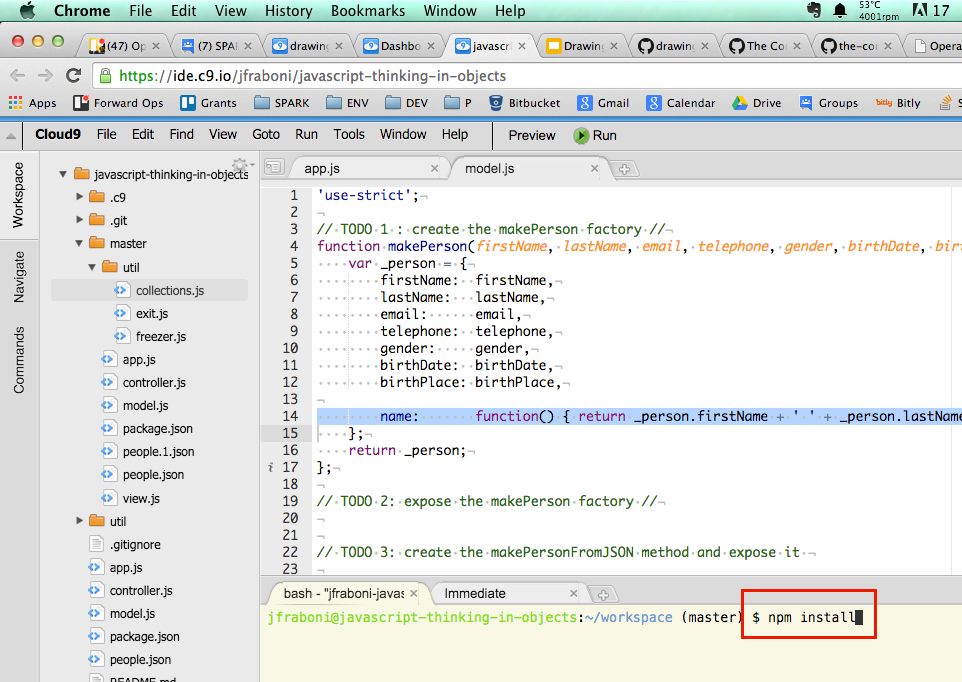 Chrome File Edit View History Bookmarks Window Help 53°C 4001rpm 17
(47) Op (7) SPA drawing Dashbo javascri Drawing drawing The Co the-cor Opera
https://ide.c9.io/jfraboni/javascript-thinking-in-objects
Apps Forward Ops Grants SPARK ENV DEV P Bitbucket Gmail Calendar Drive Groups bitly Bitly S
Cloud9 File Edit Find View Goto Run Tools Window Help Preview Run
Workspace
Navigate
Commands
javascript-thinking-in-objects
.c9
.git
master
util
collections.js
exit.js
freezer.js
app.js
controller.js
model.js
package.json
people.1.json
people.json
view.js
util
.gitignore
app.js
controller.js
model.js
package.json
people.json
README.md
app.js model.js
1 'use-strict';
2
3 // TODO 1 : create the makePerson factory //
4 function makePerson(firstName, lastName, email, telephone, gender, birthDate, bir
5 var _person = {
6 firstName: firstName,
7 lastName: lastName,
8 email: email,
9 telephone: telephone,
10 gender: gender,
11 birthDate: birthDate,
12 birthPlace: birthPlace,
13
14 name: function() { return _person.firstName + ' ' + _person.lastName
15 };
16 return _person;
i 17 };
18
19 // TODO 2: expose the makePerson factory //
20
21
22 // TODO 3: create the makePersonFromJSON method and expose it
23
bash - "jfraboni-javas Immediate
jfraboni@javascript-thinking-in-objects:~/workspace (master) $ npm install